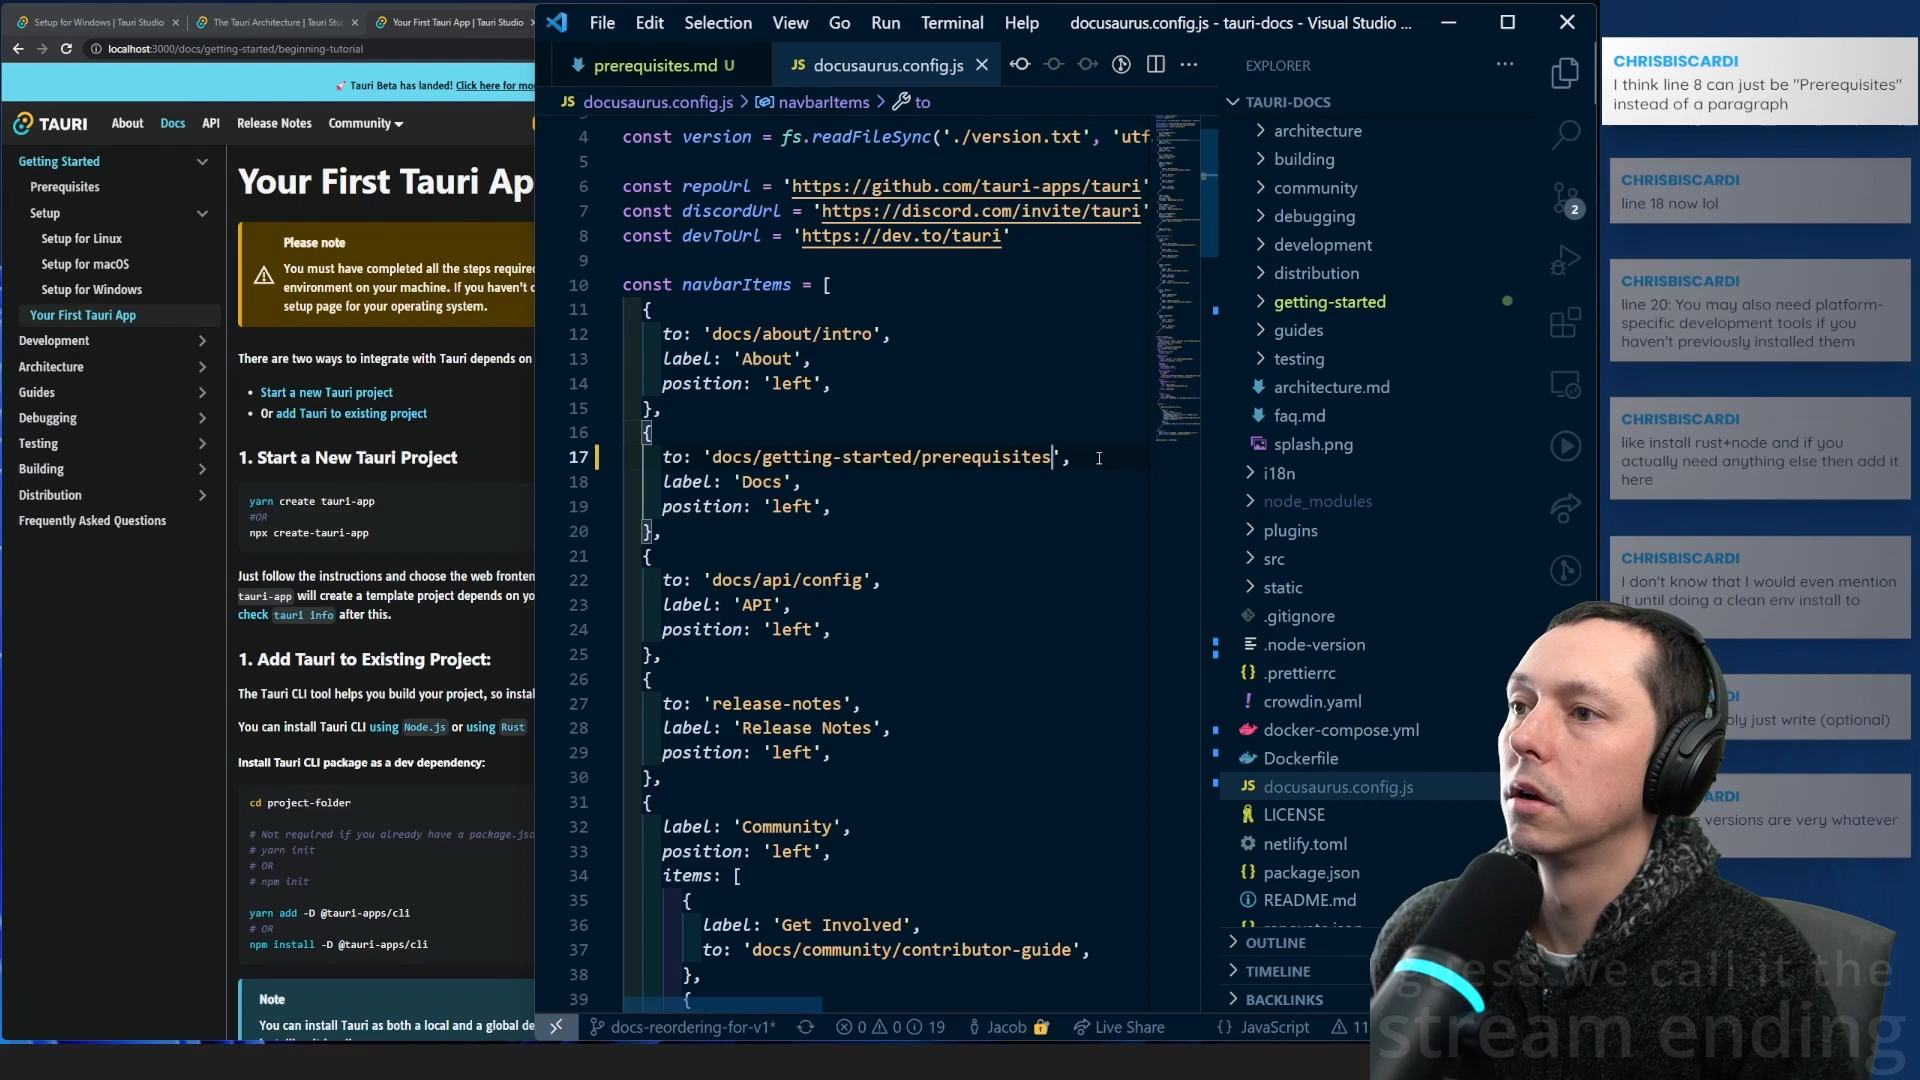 Setup for Windows | Tauri Studio
The Tauri Architecture | Tauri Stu
Your First Tauri App | Tauri Studio
localhost:3000/docs/getting-started/beginning-tutorial
🚀 Tauri Beta has landed! Click here for mo
TAURI
About
Docs
API
Release Notes
Community
Getting Started
Prerequisites
Setup
Setup for Linux
Setup for macOS
Setup for Windows
Your First Tauri App
Development
Architecture
Guides
Debugging
Testing
Building
Distribution
Frequently Asked Questions
Your First Tauri Ap
Please note
You must have completed all the steps require
environment on your machine. If you haven't
setup page for your operating system.
There are two ways to integrate with Tauri depends on
Start a new Tauri project
Or add Tauri to existing project
1. Start a New Tauri Project
yarn create tauri-app
#OR
npx create-tauri-app
Just follow the instructions and choose the web fronten
tauri-app will create a template project depends on yo
check tauri info after this.
1. Add Tauri to Existing Project:
The Tauri CLI tool helps you build your project, so instal
You can install Tauri CLI using Node.js or using Rust
Install Tauri CLI package as a dev dependency:
cd project-folder
# Not required if you already have a package.jso
# yarn init
# OR
# npm init
yarn add -D @tauri-apps/cli
# OR
npm install -D @tauri-apps/cli
Note
You can install Tauri as both a local and a global de
File Edit Selection View Go Run Terminal Help
docusaurus.config.js - tauri-docs - Visual Studio ...
prerequisites.md U
JS docusaurus.config.js
JS docusaurus.config.js > navbarItems > to
4 const version = fs.readFileSync('./version.txt', 'utf
5
6 const repoUrl = 'https://github.com/tauri-apps/tauri'
7 const discordUrl = 'https://discord.com/invite/tauri'
8 const devToUrl = 'https://dev.to/tauri'
9
10 const navbarItems = [
11 {
12 to: 'docs/about/intro',
13 label: 'About',
14 position: 'left',
15 },
16 {
17 to: 'docs/getting-started/prerequisites',
18 label: 'Docs',
19 position: 'left',
20 },
21 {
22 to: 'docs/api/config',
23 label: 'API',
24 position: 'left',
25 },
26 {
27 to: 'release-notes',
28 label: 'Release Notes',
29 position: 'left',
30 },
31 {
32 label: 'Community',
33 position: 'left',
34 items: [
35 {
36 label: 'Get Involved',
37 to: 'docs/community/contributor-guide',
38 },
39 {
EXPLORER
TAURI-DOCS
architecture
building
community
debugging
development
distribution
getting-started
guides
testing
architecture.md
faq.md
splash.png
i18n
node_modules
plugins
src
static
.gitignore
.node-version
.prettierrc
crowdin.yaml
docker-compose.yml
Dockerfile
JS docusaurus.config.js
LICENSE
netlify.toml
package.json
README.md
OUTLINE
TIMELINE
BACKLINKS
2
docs-reordering-for-v1*
0 0 19
Jacob
Live Share
{} JavaScript
11
CHRISBISCARDI
I think line 8 can just be "Prerequisites"
instead of a paragraph
CHRISBISCARDI
line 18 now lol
CHRISBISCARDI
line 20: You may also need platform-
specific development tools if you
haven't previously installed them
CHRISBISCARDI
like install rust+node and if you
actually need anything else then add it
here
CHRISBISCARDI
I don't know that I would even mention
it until doing a clean env install to
just write (optional)
versions are very whatever
guess we call it the
stream ending